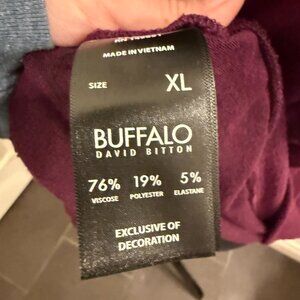 MADE IN VIETNAM
SIZE XL
BUFFALO
DAVID BITTON
76% 19% 5%
VISCOSE POLYESTER ELASTANE
EXCLUSIVE OF
DECORATION